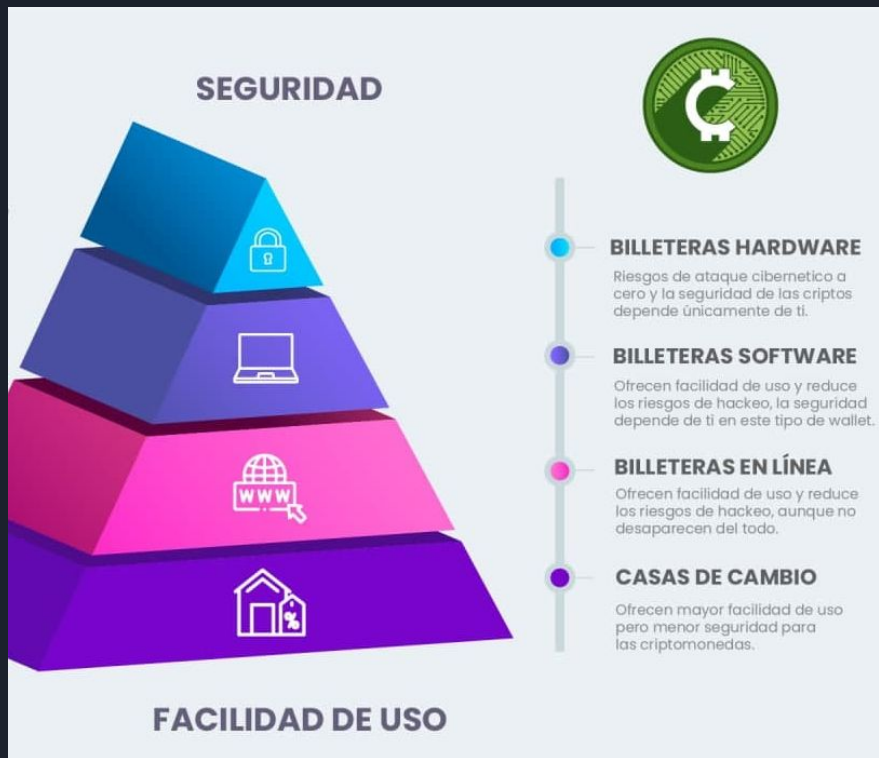 SEGURIDAD
BILLETERAS HARDWARE
Riesgos de ataque cibernetico a
cero y la seguridad de las criptos
depende únicamente de ti.
BILLETERAS SOFTWARE
Ofrecen facilidad de uso y reduce
los riesgos de hackeo, la seguridad
depende de ti en este tipo de wallet.
WWW
BILLETERAS EN LÍNEA
Ofrecen facilidad de uso y reduce
los riesgos de hackeo, aunque no
desaparecen del todo.
%
CASAS DE CAMBIO
Ofrecen mayor facilidad de uso
pero menor seguridad para
las criptomonedas.
FACILIDAD DE USO